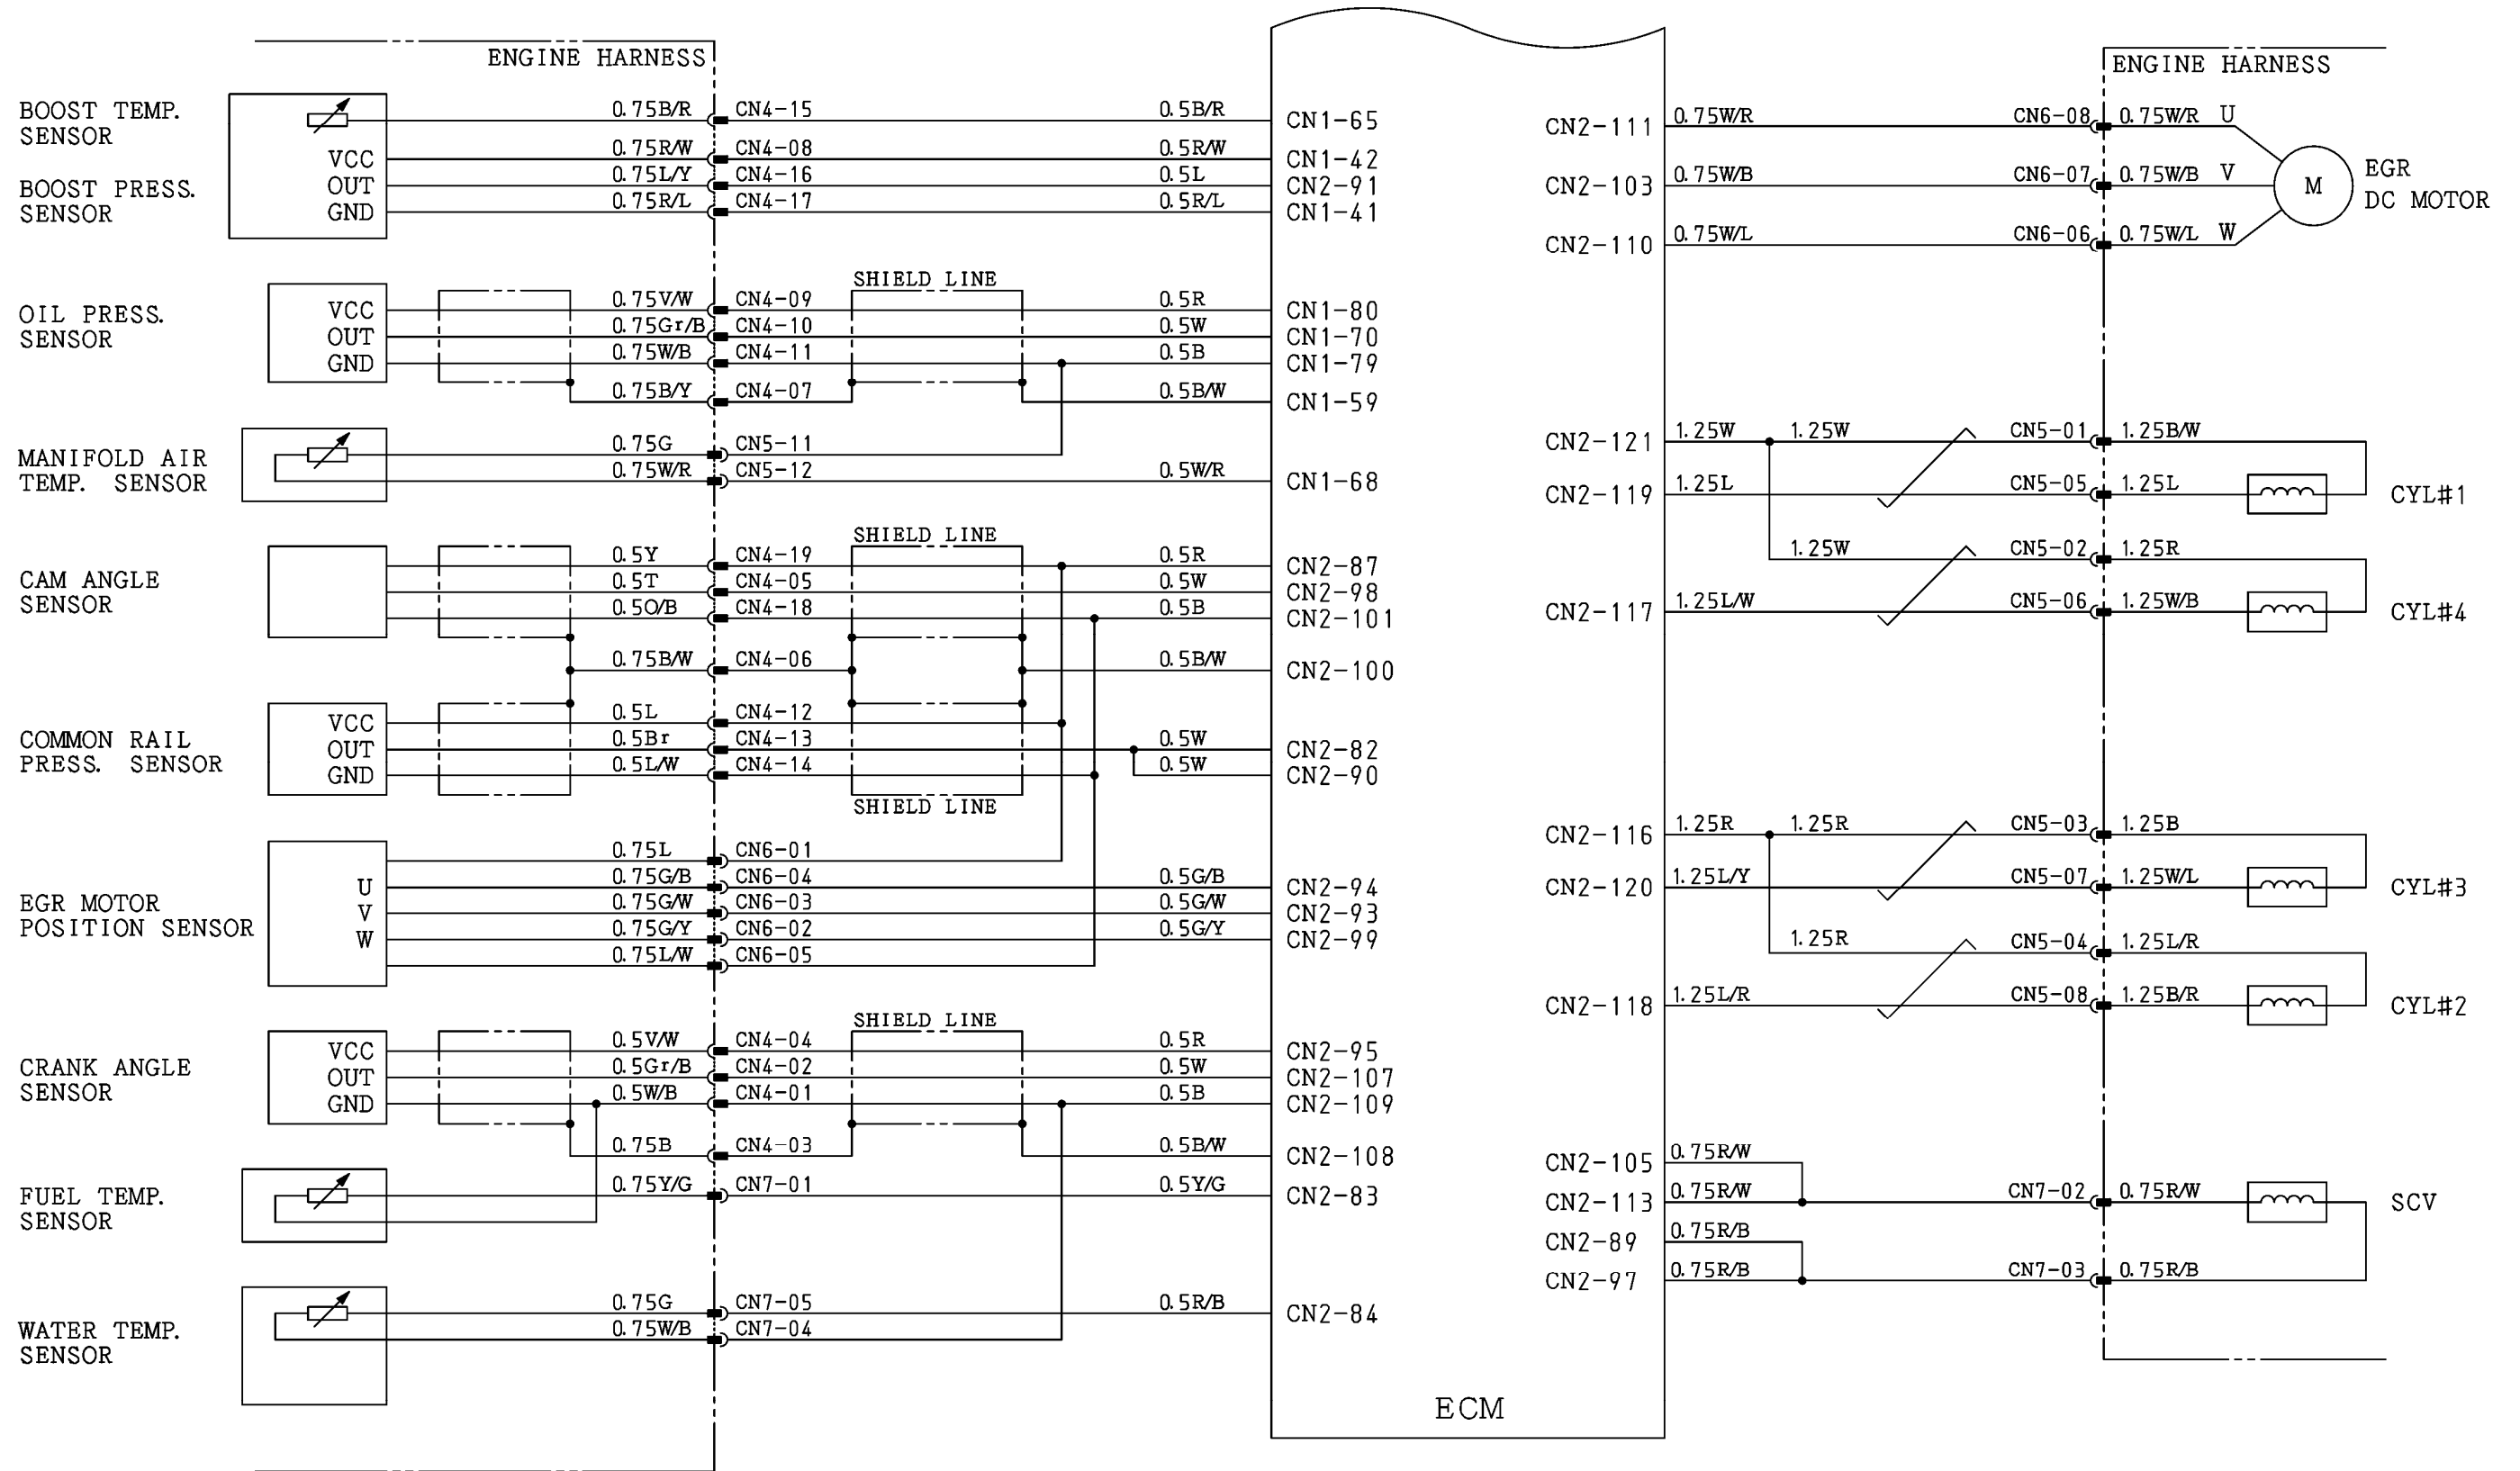 ENGINE HARNESS
BOOST TEMP.
SENSOR
BOOST PRESS.
SENSOR
VCC
OUT
GND
0.75B/R CN4-15 0.5B/R CN1-65
0.75R/W CN4-08 0.5R/W CN1-42
0.75L/Y CN4-16 0.5L CN2-91
0.75R/L CN4-17 0.5R/L CN1-41
OIL PRESS.
SENSOR
VCC
OUT
GND
SHIELD LINE
0.75V/W CN4-09 0.5R CN1-80
0.75Gr/B CN4-10 0.5W CN1-70
0.75W/B CN4-11 0.5B CN1-79
0.75B/Y CN4-07 0.5B/W CN1-59
MANIFOLD AIR
TEMP. SENSOR
0.75G CN5-11
0.75W/R CN5-12 0.5W/R CN1-68
CAM ANGLE
SENSOR
SHIELD LINE
0.5Y CN4-19 0.5R CN2-87
0.5T CN4-05 0.5W CN2-98
0.5O/B CN4-18 0.5B CN2-101
0.75B/W CN4-06 0.5B/W CN2-100
COMMON RAIL
PRESS. SENSOR
VCC
OUT
GND
0.5L CN4-12
0.5Br CN4-13 0.5W CN2-82
0.5L/W CN4-14 0.5W CN2-90
SHIELD LINE
EGR MOTOR
POSITION SENSOR
U
V
W
0.75L CN6-01
0.75G/B CN6-04 0.5G/B CN2-94
0.75G/W CN6-03 0.5G/W CN2-93
0.75G/Y CN6-02 0.5G/Y CN2-99
0.75L/W CN6-05
CRANK ANGLE
SENSOR
VCC
OUT
GND
SHIELD LINE
0.5V/W CN4-04 0.5R CN2-95
0.5Gr/B CN4-02 0.5W CN2-107
0.5W/B CN4-01 0.5B CN2-109
0.75B CN4-03 0.5B/W CN2-108
FUEL TEMP.
SENSOR
0.75Y/G CN7-01 0.5Y/G CN2-83
WATER TEMP.
SENSOR
0.75G CN7-05 0.5R/B CN2-84
0.75W/B CN7-04
ECM
ENGINE HARNESS
CN2-111 0.75W/R CN6-08 0.75W/R U
CN2-103 0.75W/B CN6-07 0.75W/B V
CN2-110 0.75W/L CN6-06 0.75W/L W
M
EGR
DC MOTOR
CN2-121 1.25W 1.25W CN5-01 1.25B/W
CN2-119 1.25L CN5-05 1.25L CYL#1
1.25W CN5-02 1.25R
CN2-117 1.25L/W CN5-06 1.25W/B CYL#4
CN2-116 1.25R 1.25R CN5-03 1.25B
CN2-120 1.25L/Y CN5-07 1.25W/L CYL#3
1.25R CN5-04 1.25L/R
CN2-118 1.25L/R CN5-08 1.25B/R CYL#2
CN2-105 0.75R/W
CN2-113 0.75R/W CN7-02 0.75R/W SCV
CN2-89 0.75R/B
CN2-97 0.75R/B CN7-03 0.75R/B